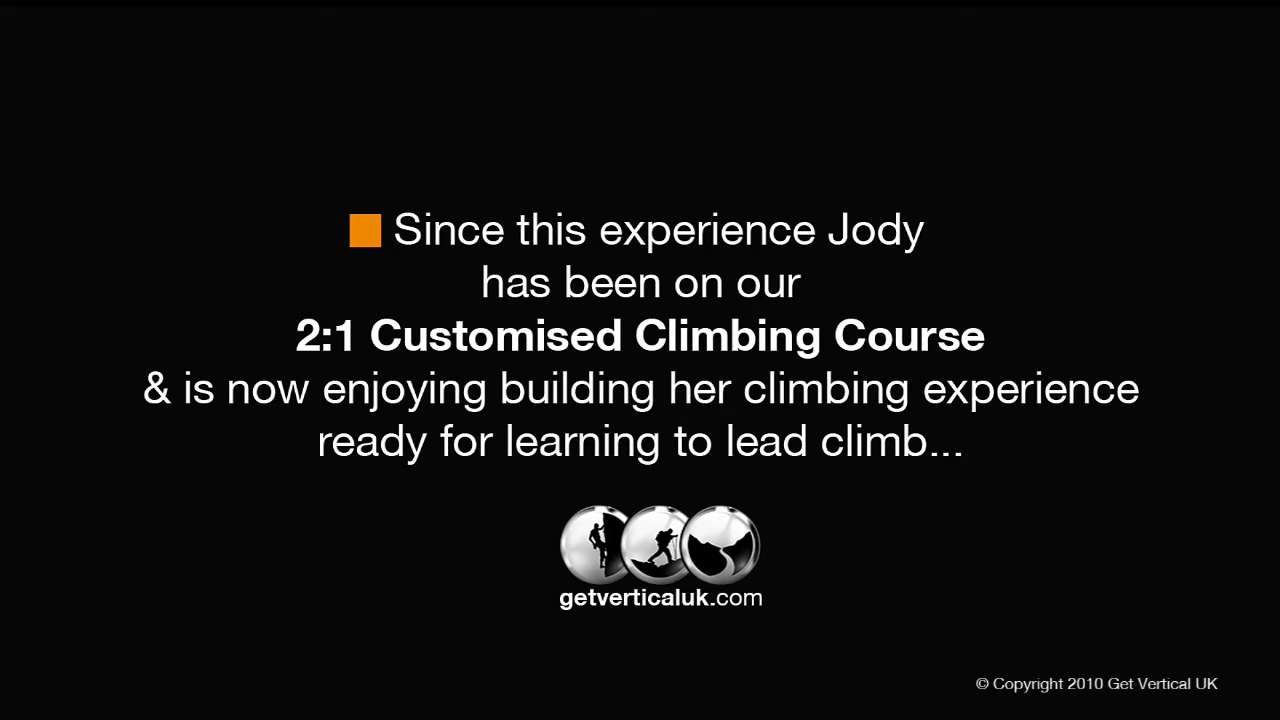 Since this experience Jody
has been on our
2:1 Customised Climbing Course
& is now enjoying building her climbing experience
ready for learning to lead climb...
getverticaluk.com
© Copyright 2010 Get Vertical UK